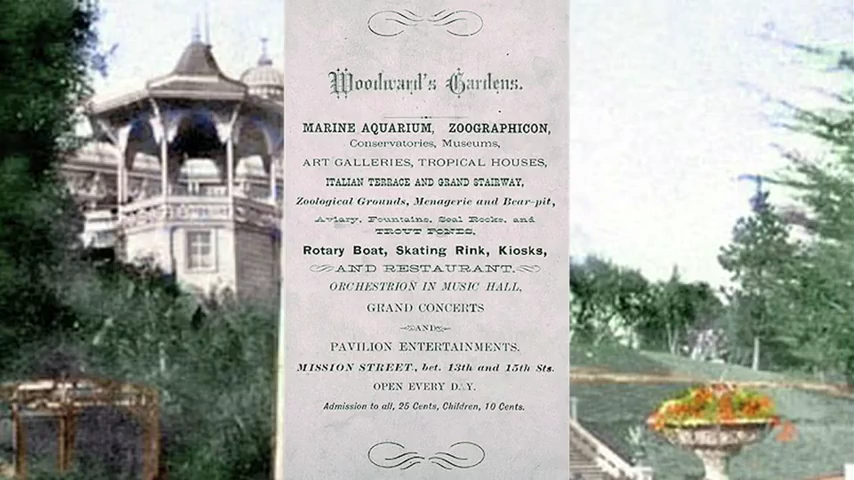 Woodward's Gardens.
MARINE AQUARIUM, ZOOGRAPHICON,
Conservatories, Museums,
ART GALLERIES, TROPICAL HOUSES,
ITALIAN TERRACE AND GRAND STAIRWAY,
Zoological Grounds, Menagerie and Bear-pit,
Aviary, Fountains, Seal Rocks, and
TROUT PONDS,
Rotary Boat, Skating Rink, Kiosks,
AND RESTAURANT.
ORCHESTRION IN MUSIC HALL,
GRAND CONCERTS
AND
PAVILION ENTERTAINMENTS.
MISSION STREET, bet. 13th and 15th Sts.
OPEN EVERY DAY.
Admission to all, 25 Cents, Children, 10 Cents.